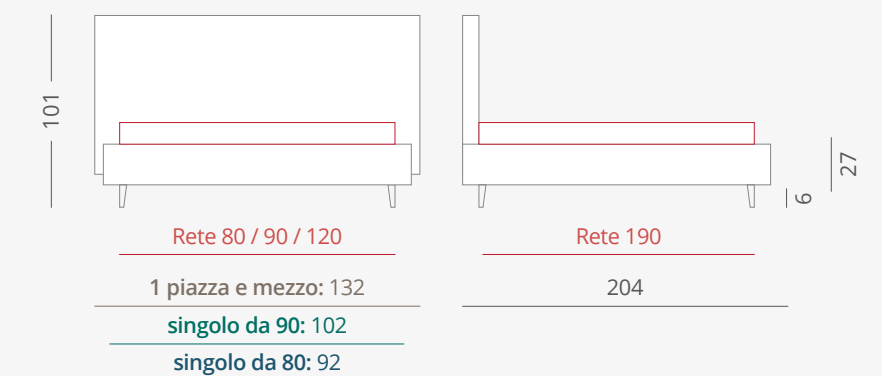 101
27
6
Rete 80 / 90 / 120
Rete 190
1 piazza e mezzo: 132
204
singolo da 90: 102
singolo da 80: 92